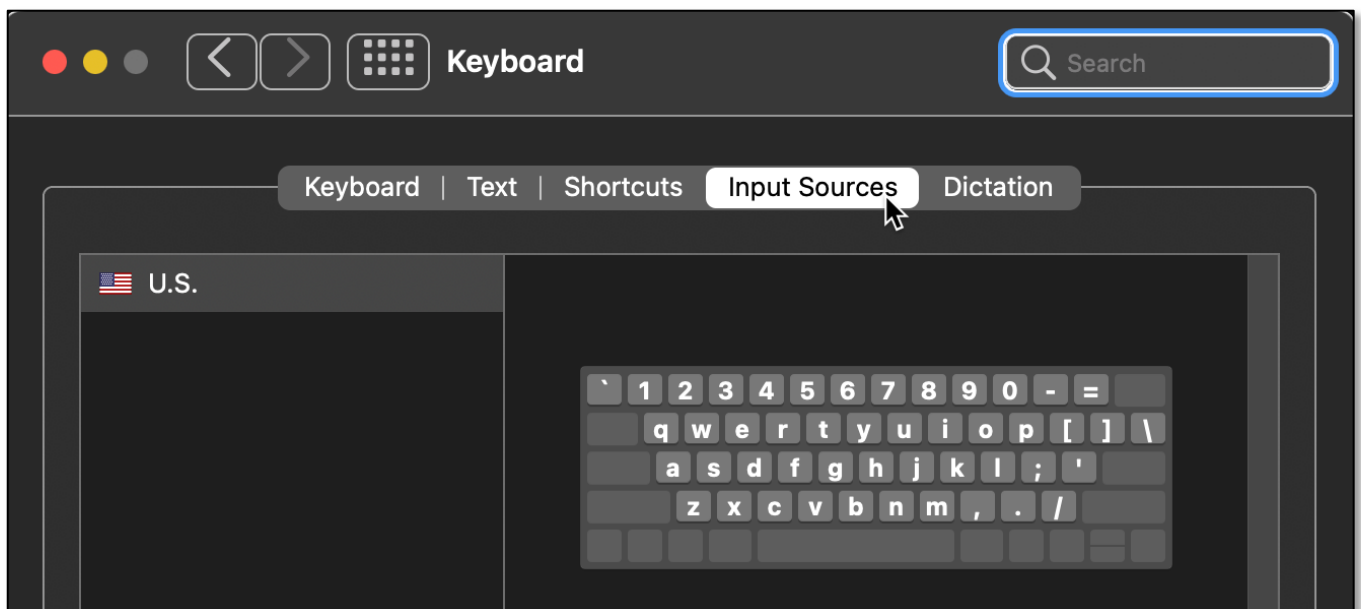 Keyboard
Search
Keyboard | Text | Shortcuts Input Sources Dictation
U.S.
` 1 2 3 4 5 6 7 8 9 0 - =
q w e r t y u i o p [ ] \
a s d f g h j k l ; '
z x c v b n m , . /